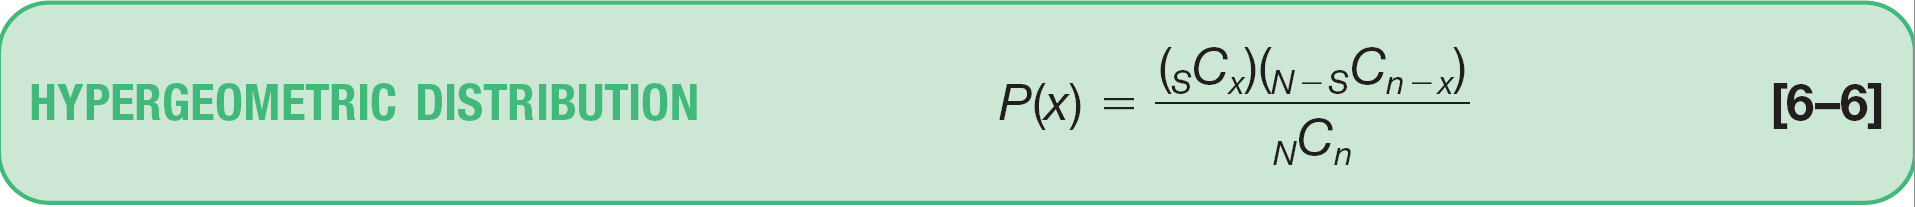 HYPERGEOMETRIC DISTRIBUTION P(x) = (SCx)(N – SCn – x) / NCn [6–6]